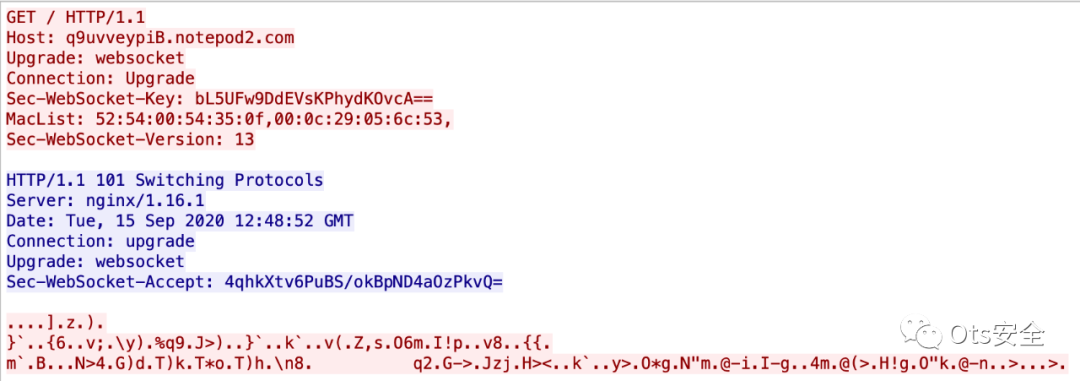 GET / HTTP/1.1
Host: q9uvveypiB.notepod2.com
Upgrade: websocket
Connection: Upgrade
Sec-WebSocket-Key: bL5UFw9DdEVsKPhydKOvcA==
MacList: 52:54:00:54:35:0f,00:0c:29:05:6c:53,
Sec-WebSocket-Version: 13
HTTP/1.1 101 Switching Protocols
Server: nginx/1.16.1
Date: Tue, 15 Sep 2020 12:48:52 GMT
Connection: upgrade
Upgrade: websocket
Sec-WebSocket-Accept: 4qhkXtv6PuBS/okBpND4aOzPkvQ=
....].z.).
}`..{6..v;.\y).%q9.J>)..}`..k`..v(.Z,s.O6m.I!p..v8..{{.
m`.B...N>4.G)d.T)k.T*o.T)h.\n8. q2.G->.Jzj.H><..k`..y>.O*g.N"m.@-i.I-g..4m.@(>.H!g.O"k.@-n..>...>.
Ots安全